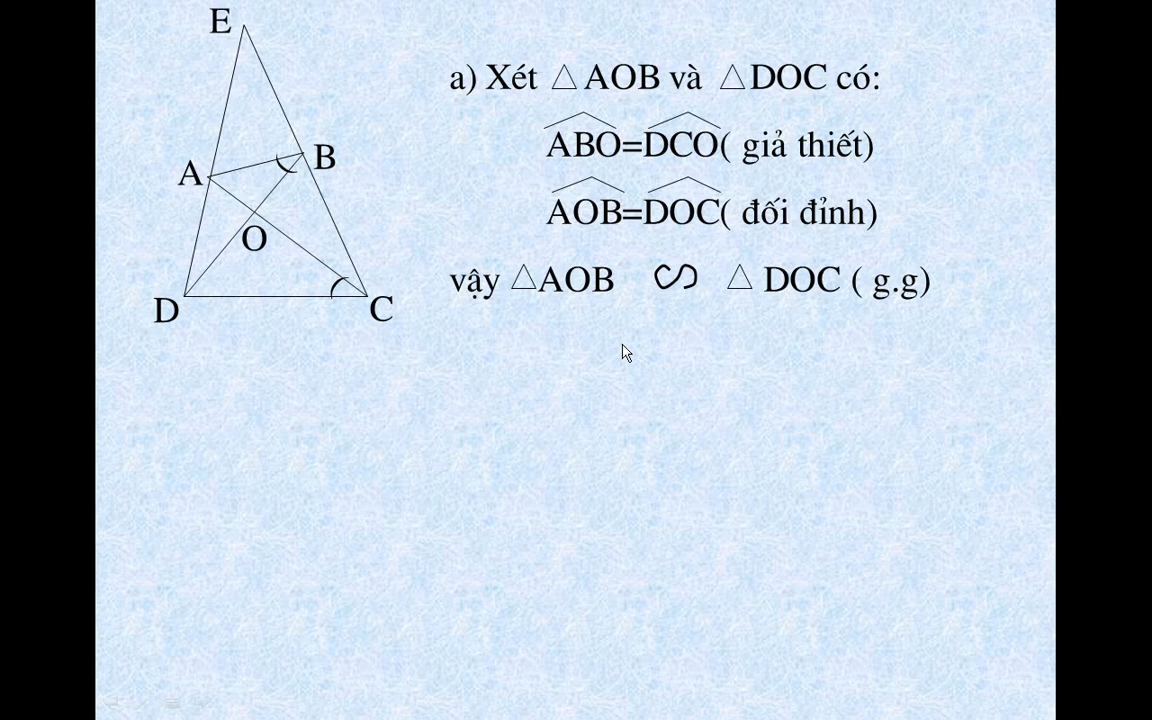 E
a) Xét △ AOB và △DOC có:
ABO=DCO( giả thiết)
B
A
AOB=DOC( đối đỉnh)
O
vậy △AOB ∽ △ DOC ( g.g)
D
C